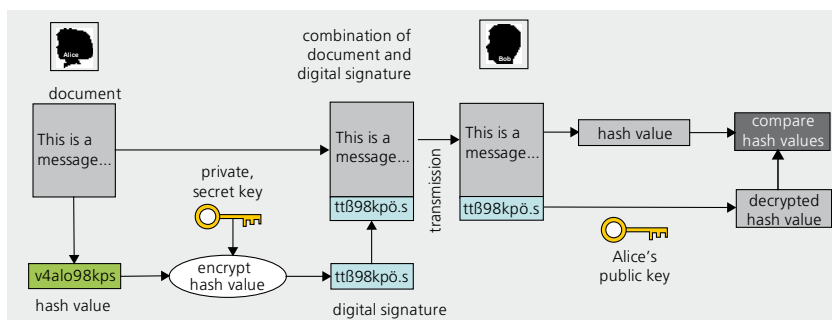 Alice
document
This is a
message...
v4alo98kps
hash value
private,
secret key
encrypt
hash value
combination of
document and
digital signature
This is a
message...
ttß98kpö.s
ttß98kpö.s
digital signature
transmission
Bob
This is a
message...
ttß98kpö.s
hash value
compare
hash values
decrypted
hash value
Alice's
public key